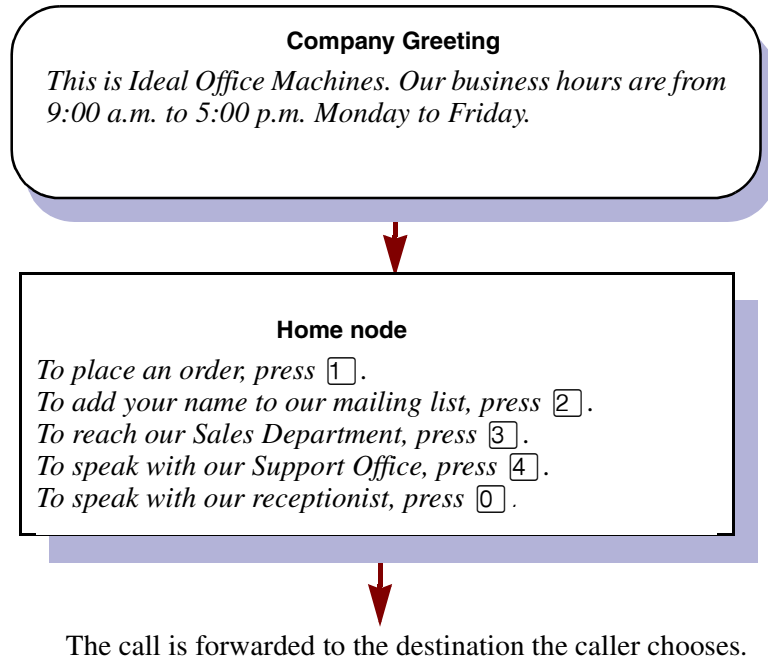 Company Greeting
This is Ideal Office Machines. Our business hours are from
9:00 a.m. to 5:00 p.m. Monday to Friday.
Home node
To place an order, press 1.
To add your name to our mailing list, press 2.
To reach our Sales Department, press 3.
To speak with our Support Office, press 4.
To speak with our receptionist, press 0.
The call is forwarded to the destination the caller chooses.